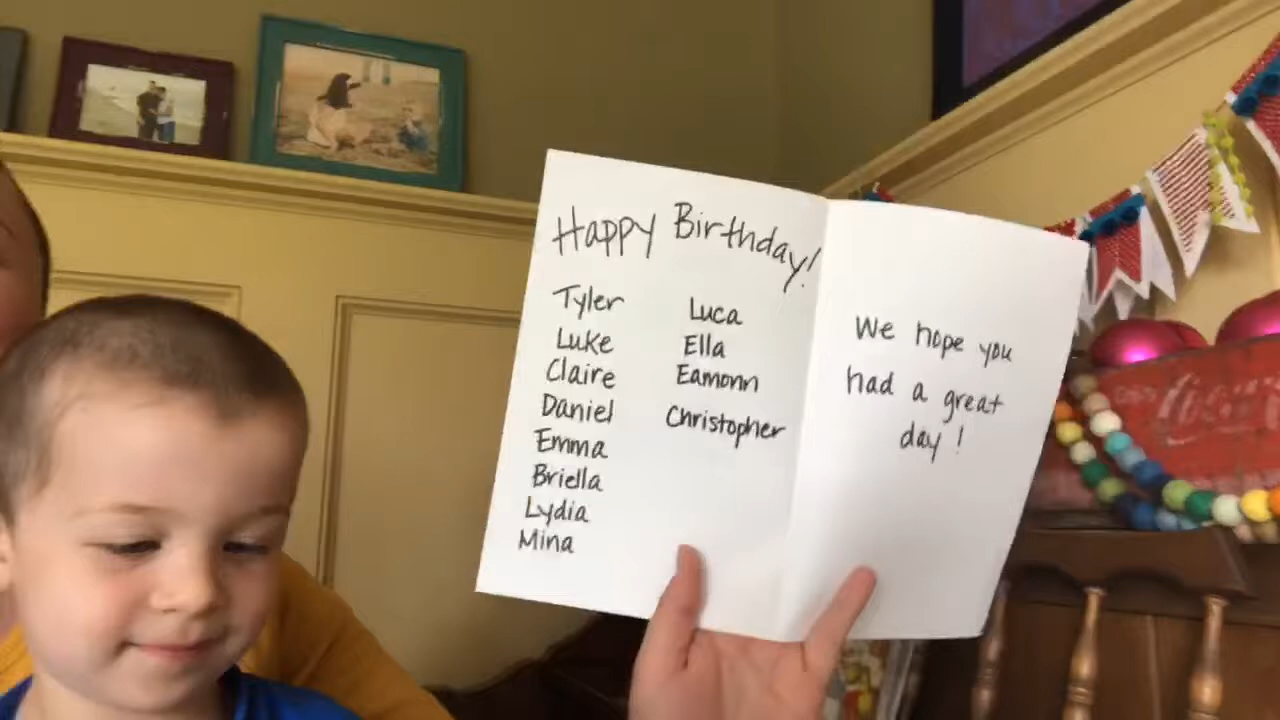 Happy Birthday!
Tyler
Luke
Claire
Daniel
Emma
Briella
Lydia
Mina
Luca
Ella
Eamonn
Christopher
We hope you
had a great
day!